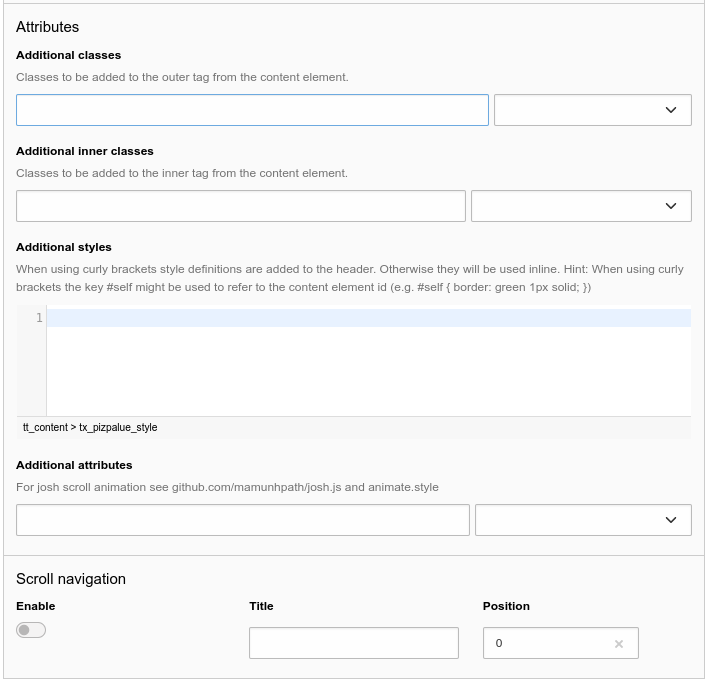 Attributes
Additional classes
Classes to be added to the outer tag from the content element.
Additional inner classes
Classes to be added to the inner tag from the content element.
Additional styles
When using curly brackets style definitions are added to the header. Otherwise they will be used inline. Hint: When using curly
brackets the key #self might be used to refer to the content element id (e.g. #self { border: green 1px solid; })
1
tt_content > tx_pizpalue_style
Additional attributes
For josh scroll animation see github.com/mamunhpath/josh.js and animate.style
Scroll navigation
Enable Title Position
0